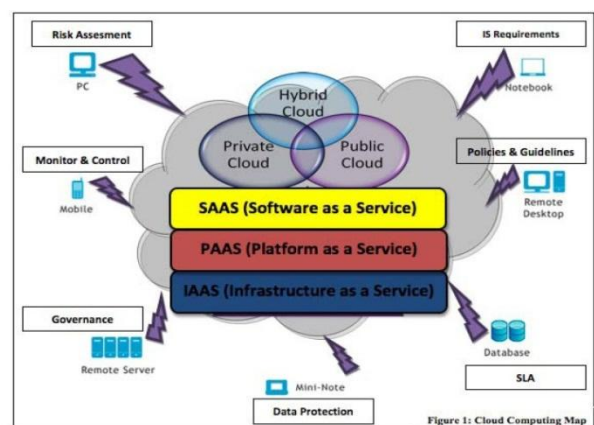 Risk Assesment
PC
IS Requirements
Notebook
Hybrid
Cloud
Private
Cloud
Public
Cloud
Monitor & Control
Mobile
Policies & Guidelines
Remote
Desktop
SAAS (Software as a Service)
PAAS (Platform as a Service)
IAAS (Infrastructure as a Service)
Governance
Remote Server
Database
SLA
Mini-Note
Data Protection
Figure 1: Cloud Computing Map